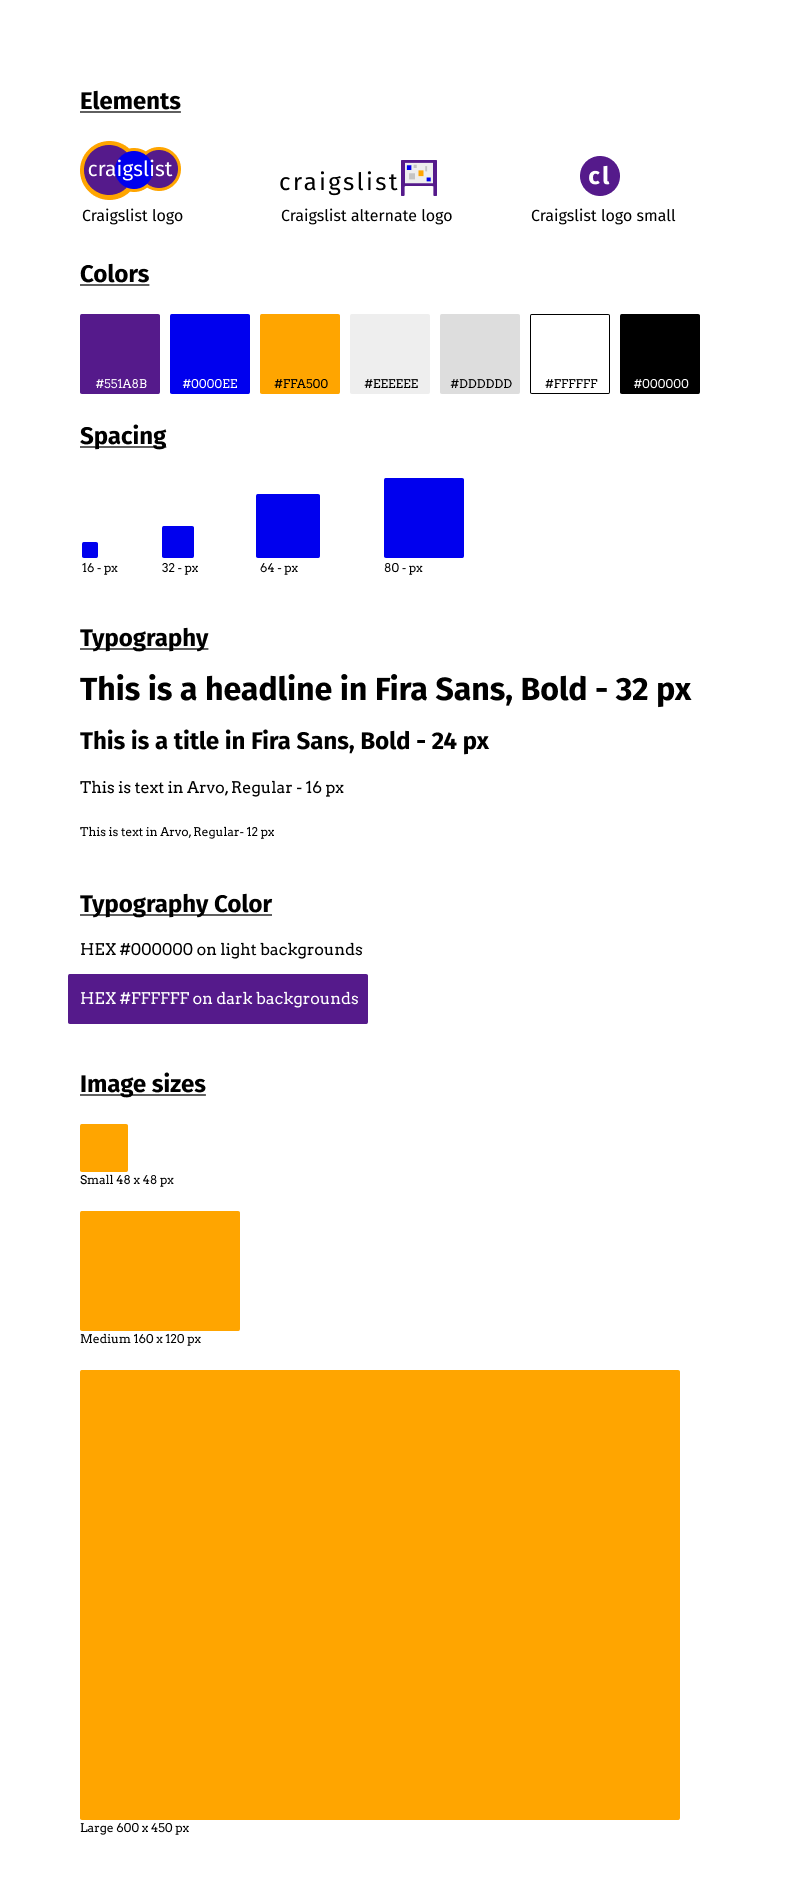 Elements
craigslist
craigslist
cl
Craigslist logo
Craigslist alternate logo
Craigslist logo small
Colors
#551A8B
#0000EE
#FFA500
#EEEEEE
#DDDDDD
#FFFFFF
#000000
Spacing
16 - px
32 - px
64 - px
80 - px
Typography
This is a headline in Fira Sans, Bold - 32 px
This is a title in Fira Sans, Bold - 24 px
This is text in Arvo, Regular - 16 px
This is text in Arvo, Regular- 12 px
Typography Color
HEX #000000 on light backgrounds
HEX #FFFFFF on dark backgrounds
Image sizes
Small 48 x 48 px
Medium 160 x 120 px
Large 600 x 450 px